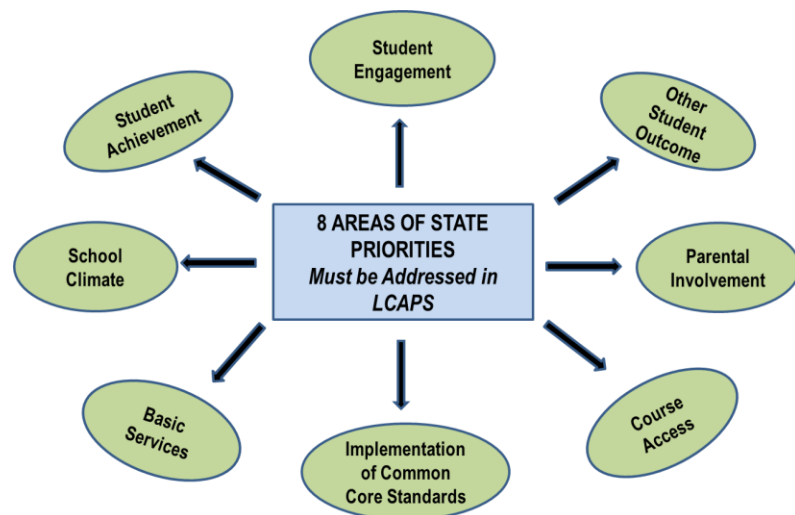 Student
Engagement
Student
Achievement
Other
Student
Outcome
8 AREAS OF STATE
PRIORITIES
Must be Addressed in
LCAPS
School
Climate
Parental
Involvement
Basic
Services
Implementation
of Common
Core Standards
Course
Access